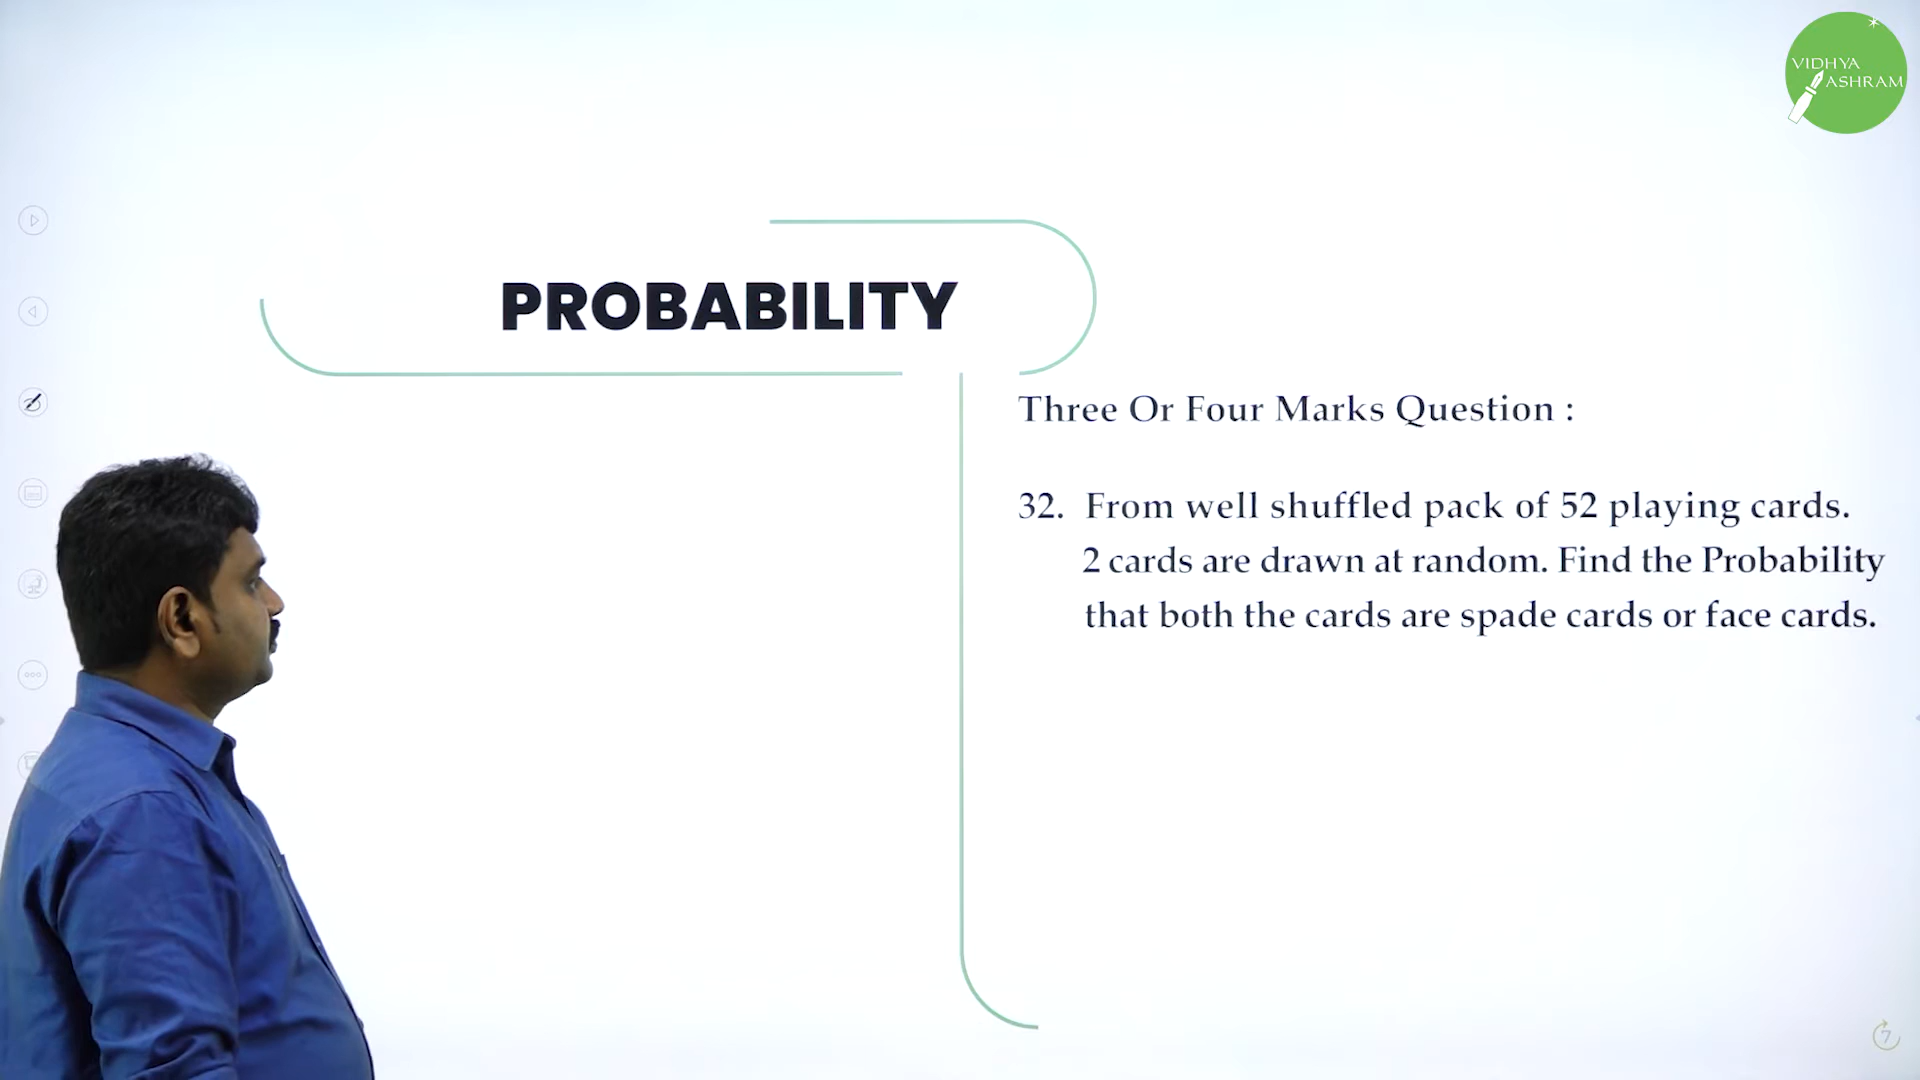 VIDHYA
ASHRAM
PROBABILITY
Three Or Four Marks Question :
32. From well shuffled pack of 52 playing cards.
2 cards are drawn at random. Find the Probability
that both the cards are spade cards or face cards.
7